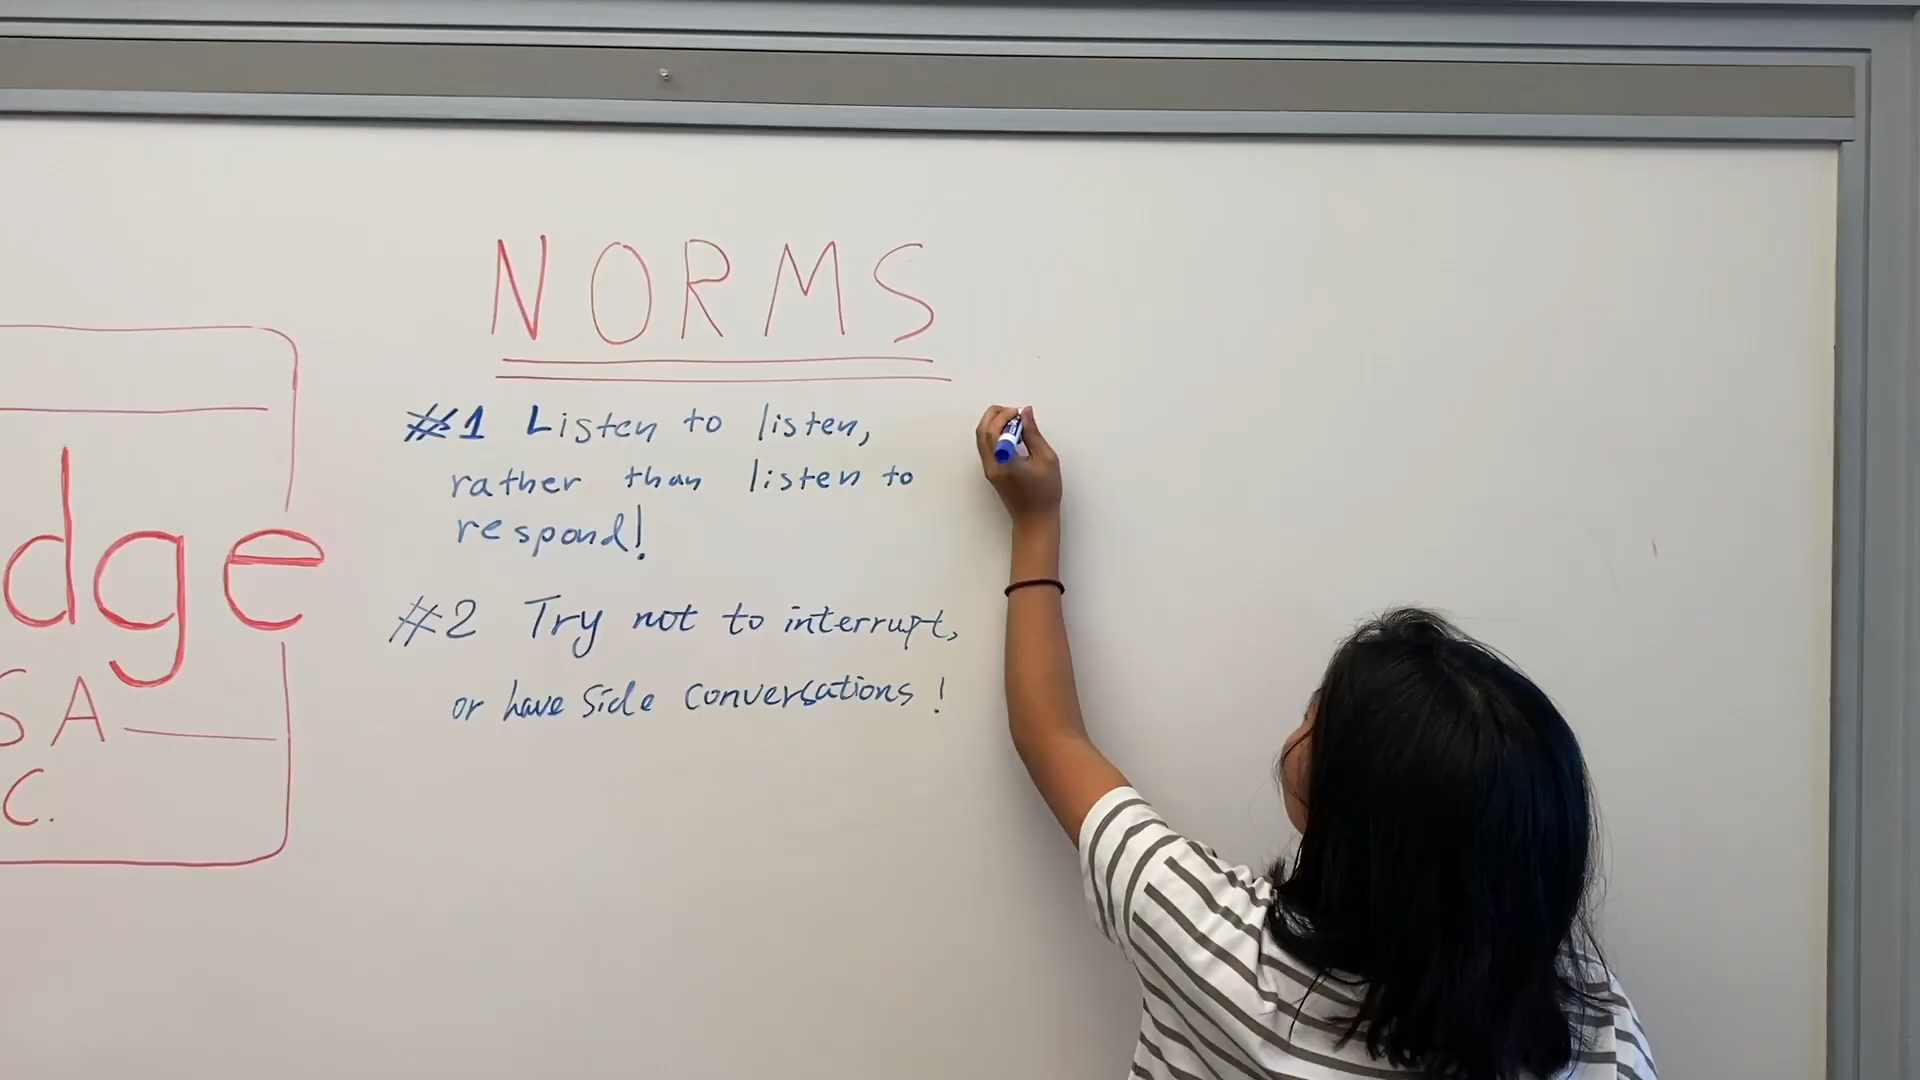 NORMS
#1 Listen to listen,
rather than listen to
respond!
#2 Try not to interrupt,
or have side conversations!
dge
SA
C.